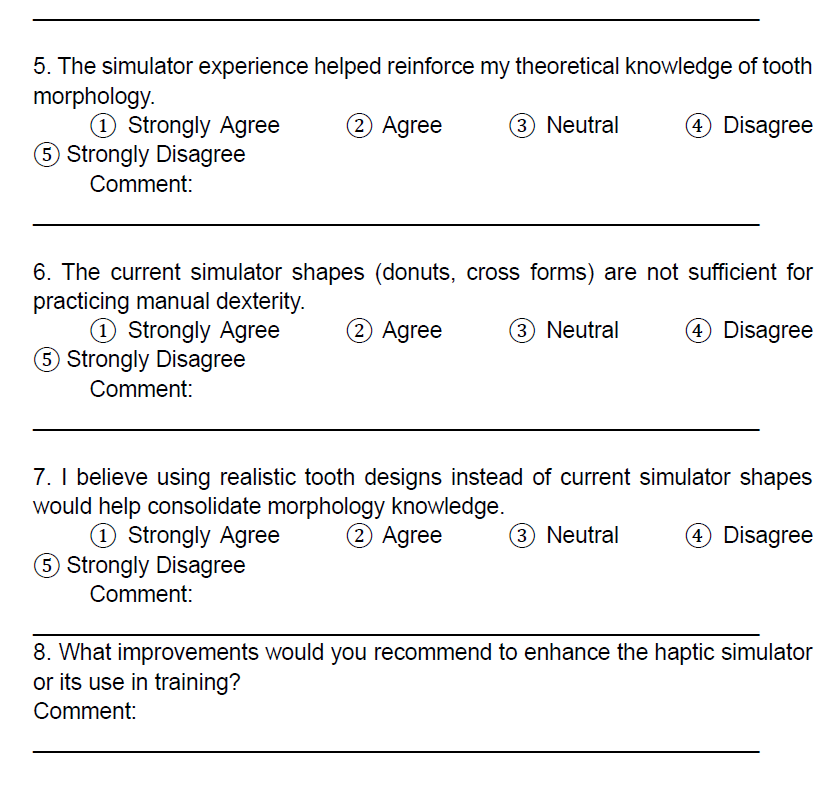 5. The simulator experience helped reinforce my theoretical knowledge of tooth
morphology.
① Strongly Agree ② Agree ③ Neutral ④ Disagree
⑤ Strongly Disagree
Comment:
6. The current simulator shapes (donuts, cross forms) are not sufficient for
practicing manual dexterity.
① Strongly Agree ② Agree ③ Neutral ④ Disagree
⑤ Strongly Disagree
Comment:
7. I believe using realistic tooth designs instead of current simulator shapes
would help consolidate morphology knowledge.
① Strongly Agree ② Agree ③ Neutral ④ Disagree
⑤ Strongly Disagree
Comment:
8. What improvements would you recommend to enhance the haptic simulator
or its use in training?
Comment: